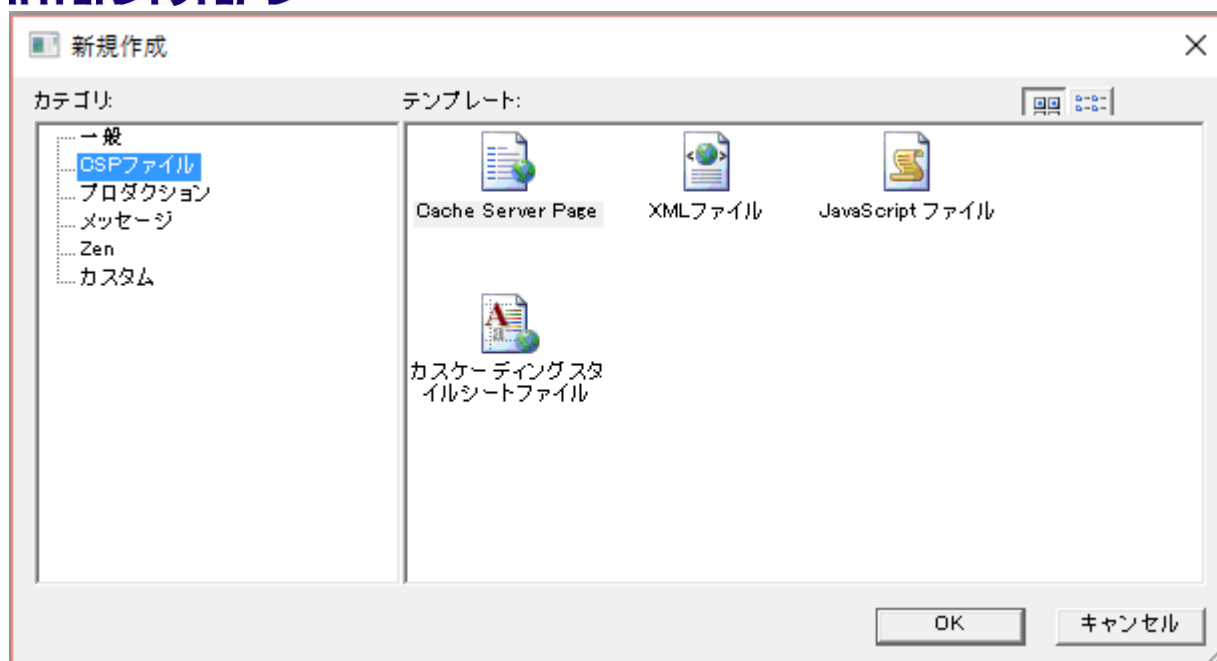 新規作成
カテゴリ:
テンプレート:
一般
CSPファイル
プロダクション
メッセージ
Zen
カスタム
Cache Server Page
XMLファイル
JavaScript ファイル
カスケーディング スタ
イルシートファイル
OK
キャンセル